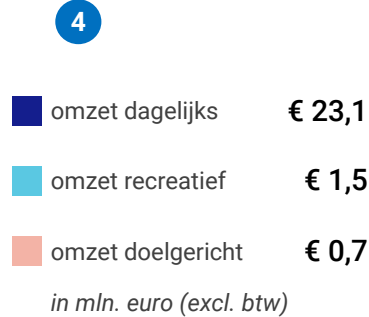 4
omzet dagelijks € 23,1
omzet recreatief € 1,5
omzet doelgericht € 0,7
in mln. euro (excl. btw)